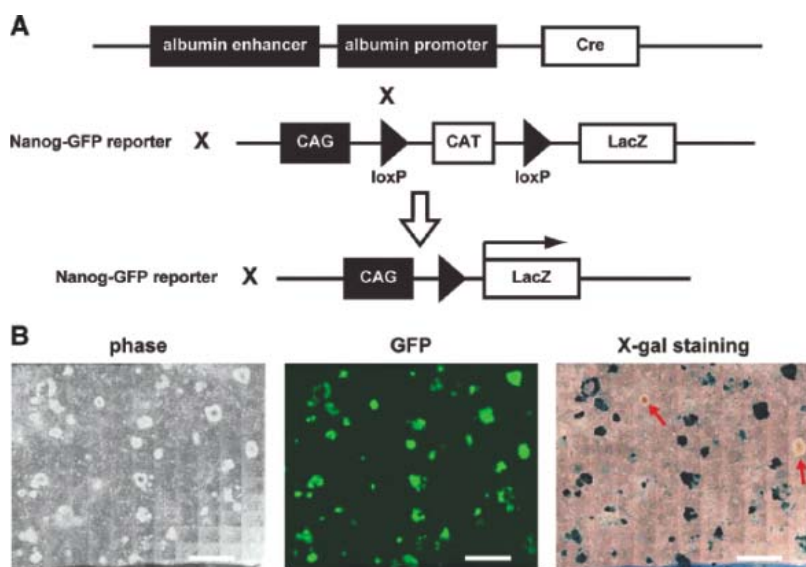 A
albumin enhancer albumin promoter Cre
X
Nanog-GFP reporter X CAG CAT LacZ
loxP loxP
Nanog-GFP reporter X CAG LacZ
B
phase GFP X-gal staining